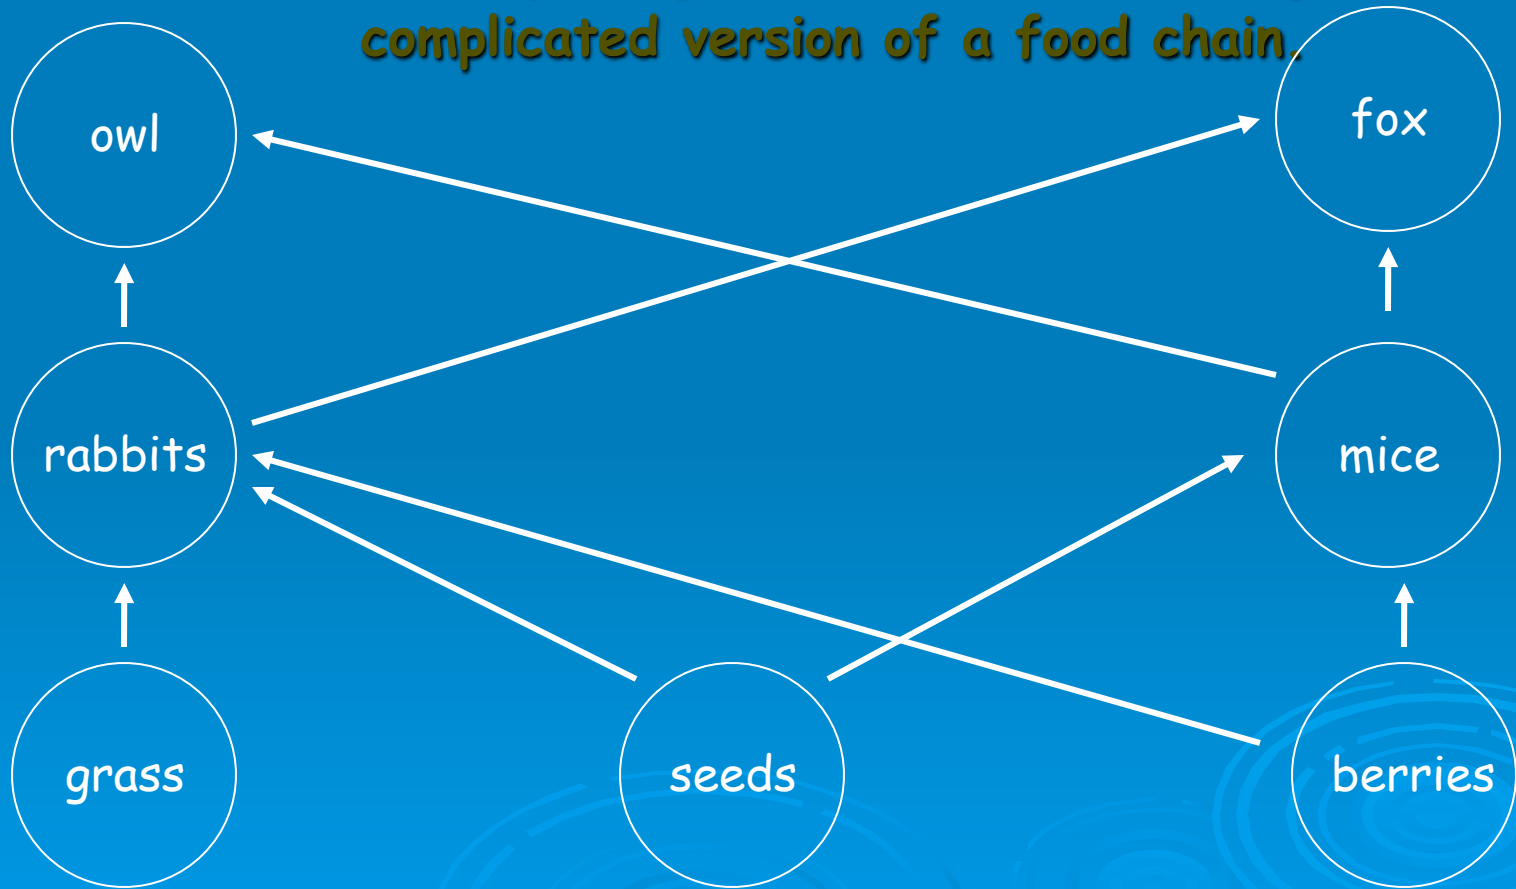 complicated version of a food chain.
owl
fox
rabbits
mice
grass
seeds
berries